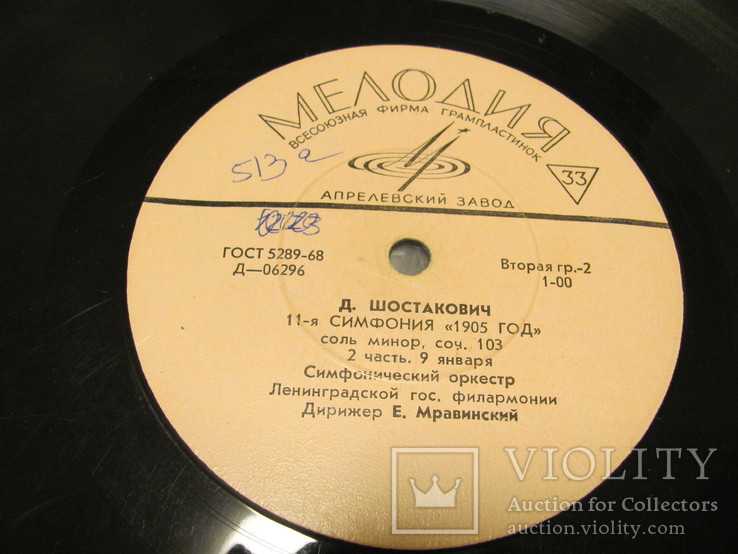 МЕЛОДИЯ
ВСЕСОЮЗНАЯ ФИРМА ГРАМПЛАСТИНОК
33
513 а
АПРЕЛЕВСКИЙ ЗАВОД
ГОСТ 5289-68
Д—06296
Вторая гр.-2
1-00
Д. ШОСТАКОВИЧ
11-я СИМФОНИЯ «1905 ГОД»
соль минор, соч. 103
2 часть. 9 января
Симфонический оркестр
Ленинградской гос. филармонии
Дирижер Е. Мравинский
VIOLITY
Auction for Collectors
auction.violity.com